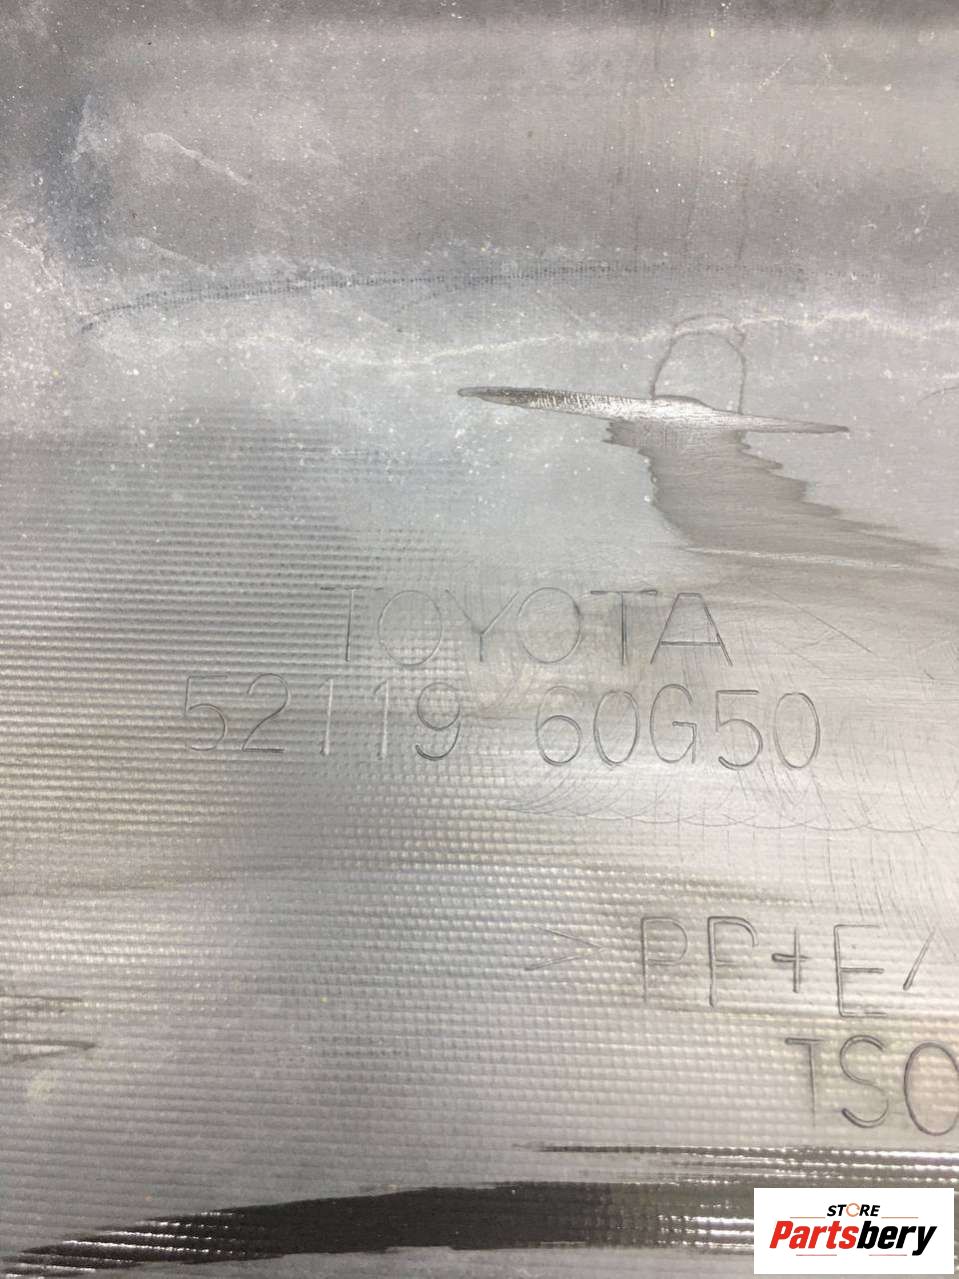 TOYOTA
52119 60G50
>PP+E/
TSO
STORE
Partsbery